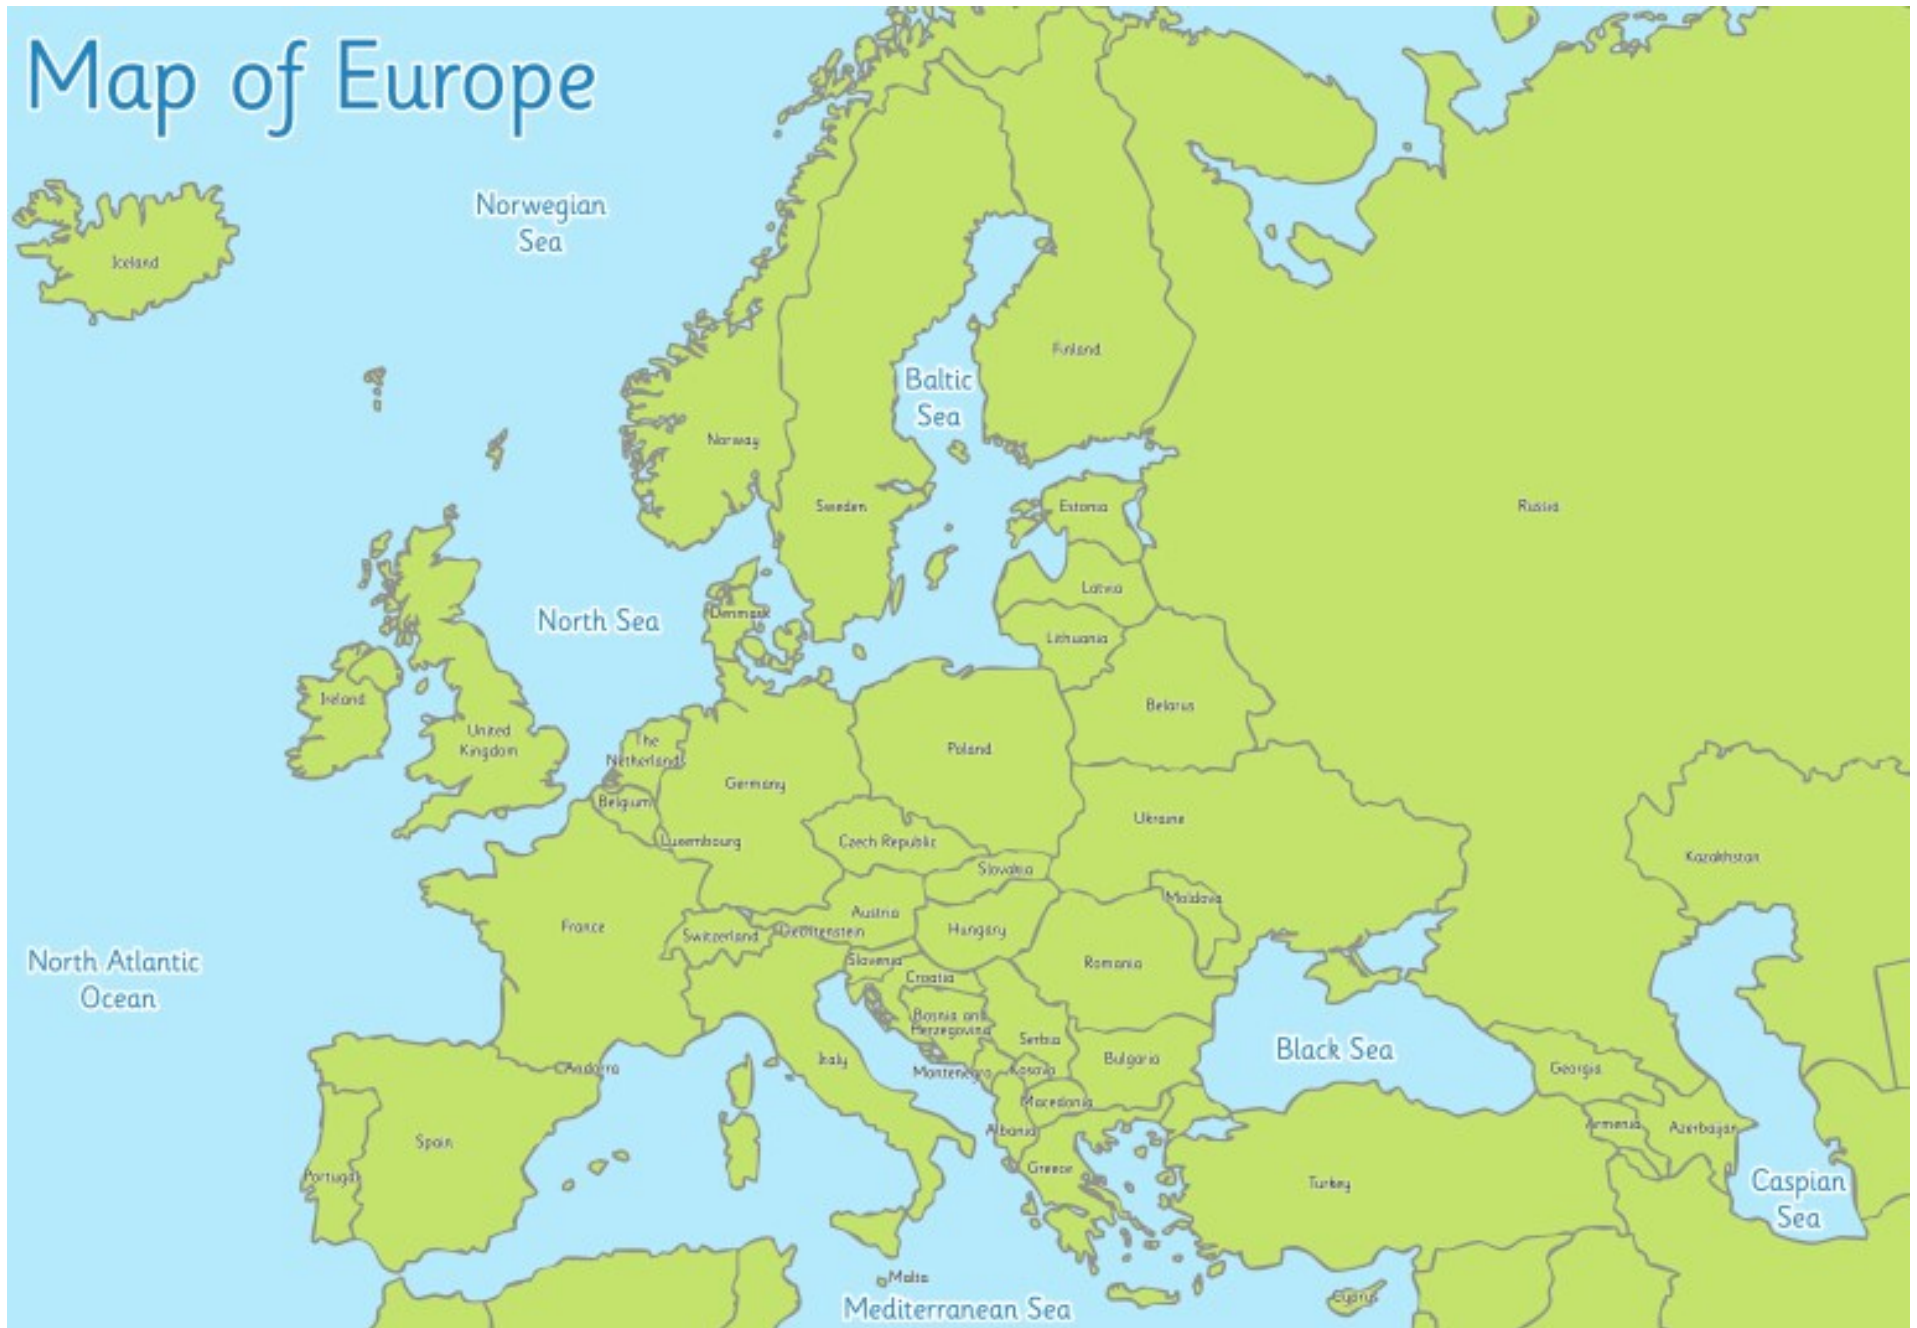 Map of Europe
Norwegian
Sea
Iceland
Finland
Baltic
Sea
Norway
Sweden
Estonia
Russia
Latvia
Denmark
North Sea
Lithuania
Ireland
Belarus
United
Kingdom
The
Netherlands
Poland
Germany
Belgium
Ukraine
Luxembourg
Czech Republic
Kazakhstan
Slovakia
Moldova
Austria
France
Switzerland
Liechtenstein
Hungary
North Atlantic
Ocean
Slovenia
Romania
Croatia
Bosnia and
Herzegovina
Serbia
Black Sea
Italy
Bulgaria
Andorra
Montenegro
Kosovo
Georgia
Macedonia
Albania
Armenia
Azerbaijan
Spain
Greece
Portugal
Turkey
Caspian
Sea
Malta
Cyprus
Mediterranean Sea